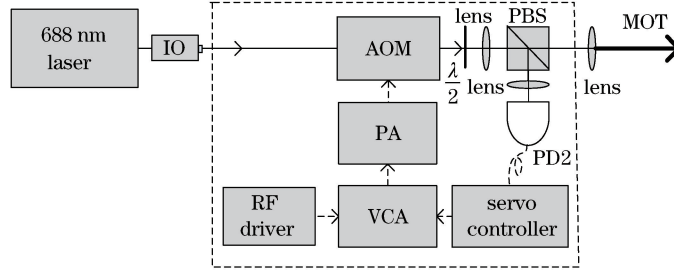 lens
PBS
MOT
688 nm
laser
IO
AOM
λ
2
lens
lens
PA
PD2
RF
driver
VCA
servo
controller